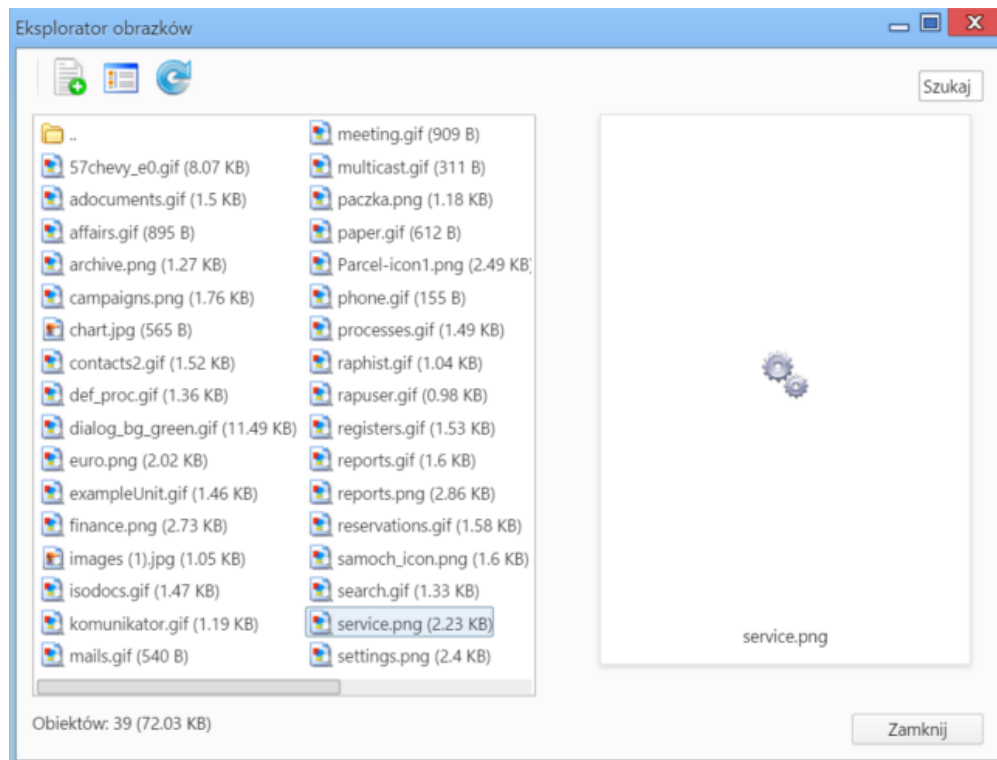 Eksplorator obrazków
Szukaj
..
57chevy_e0.gif (8.07 KB)
adocuments.gif (1.5 KB)
affairs.gif (895 B)
archive.png (1.27 KB)
campaigns.png (1.76 KB)
chart.jpg (565 B)
contacts2.gif (1.52 KB)
def_proc.gif (1.36 KB)
dialog_bg_green.gif (11.49 KB)
euro.png (2.02 KB)
exampleUnit.gif (1.46 KB)
finance.png (2.73 KB)
images (1).jpg (1.05 KB)
isodocs.gif (1.47 KB)
komunikator.gif (1.19 KB)
mails.gif (540 B)
meeting.gif (909 B)
multicast.gif (311 B)
paczka.png (1.18 KB)
paper.gif (612 B)
Parcel-icon1.png (2.49 KB)
phone.gif (155 B)
processes.gif (1.49 KB)
raphist.gif (1.04 KB)
rapuser.gif (0.98 KB)
registers.gif (1.53 KB)
reports.gif (1.6 KB)
reports.png (2.86 KB)
reservations.gif (1.58 KB)
samoch_icon.png (1.6 KB)
search.gif (1.33 KB)
service.png (2.23 KB)
settings.png (2.4 KB)
service.png
Obiektów: 39 (72.03 KB)
Zamknij